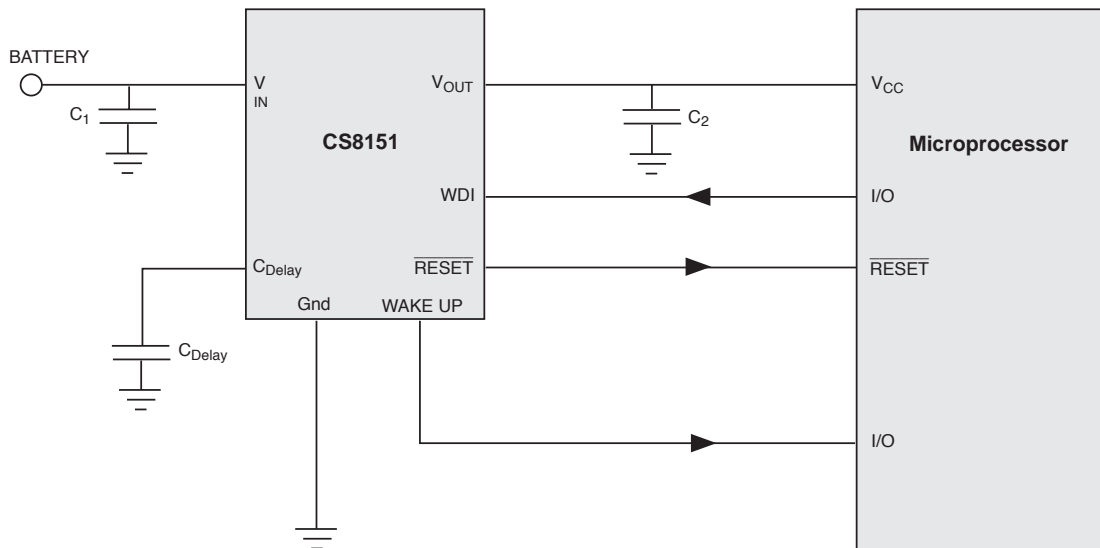 BATTERY
V
IN
VOUT
VCC
C1
C2
CS8151
Microprocessor
WDI
I/O
CDelay
RESET
RESET
Gnd
WAKE UP
CDelay
I/O